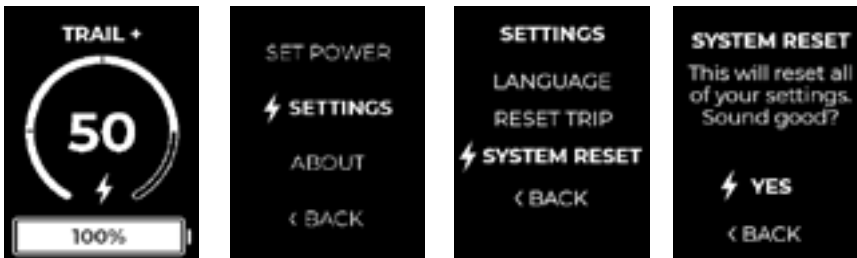 TRAIL +
50
100%
SET POWER
SETTINGS
ABOUT
< BACK
SETTINGS
LANGUAGE
RESET TRIP
SYSTEM RESET
< BACK
SYSTEM RESET
This will reset all
of your settings.
Sound good?
YES
< BACK